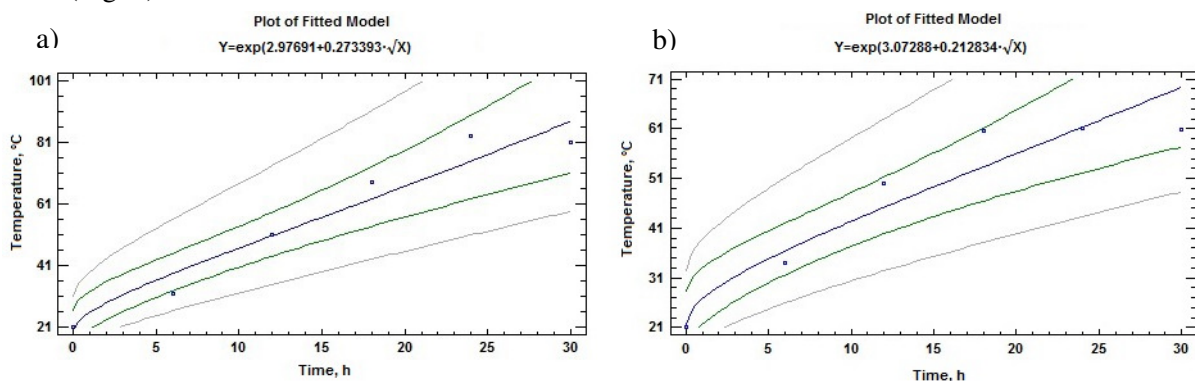 a)
Plot of Fitted Model
Y=exp(2.97691+0.273393·√X)
Temperature, ºC
101
81
61
41
21
0 5 10 15 20 25 30
Time, h
b)
Plot of Fitted Model
Y=exp(3.07288+0.212834·√X)
Temperature, ºC
71
61
51
41
31
21
0 5 10 15 20 25 30
Time, h